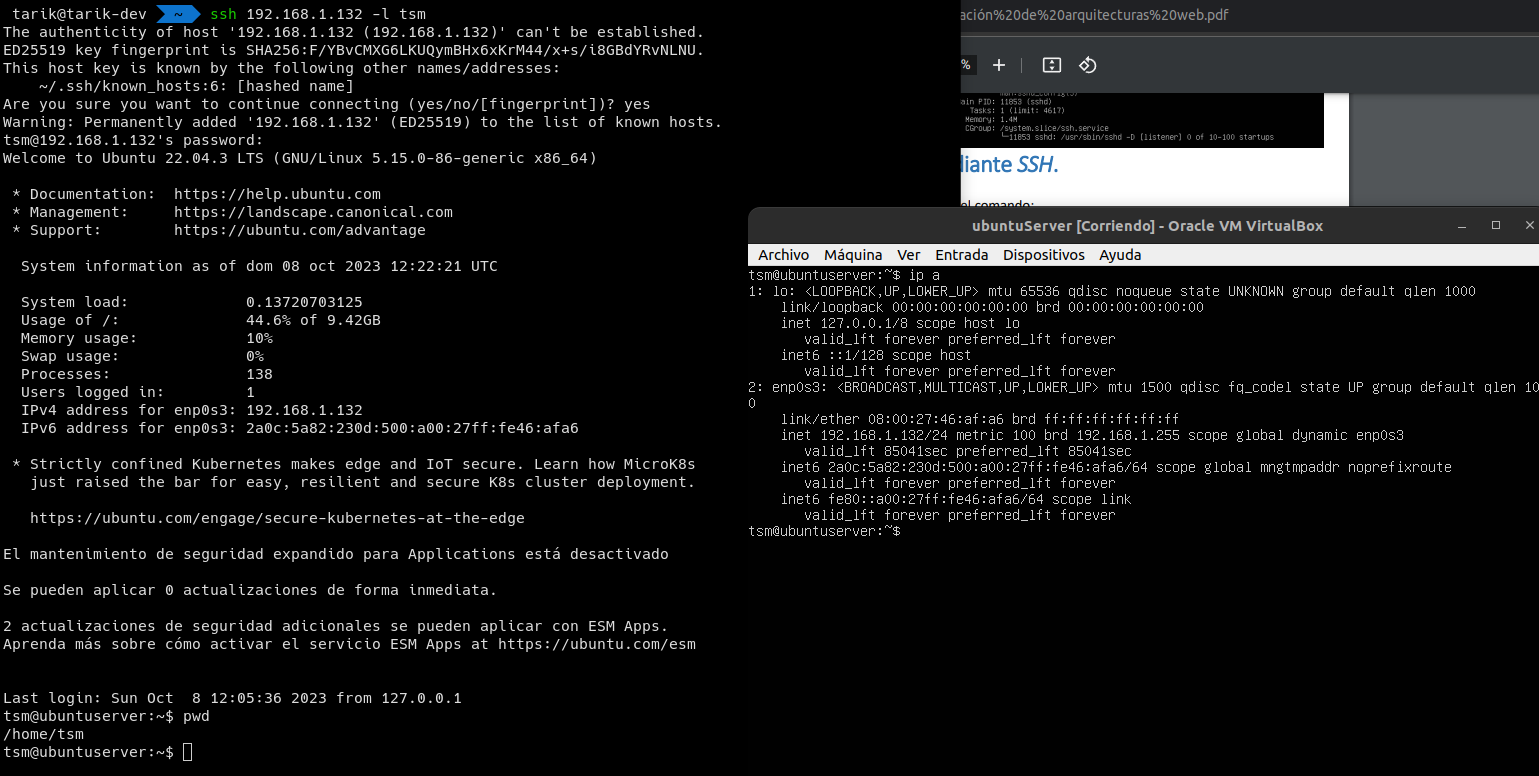 tarik@tarik-dev ~ ssh 192.168.1.132 -l tsm
The authenticity of host '192.168.1.132 (192.168.1.132)' can't be established.
ED25519 key fingerprint is SHA256:F/YBvCMXG6LKUQymBHx6xKrM44/x+s/i8GBdYRvNLNU.
This host key is known by the following other names/addresses:
    ~/.ssh/known_hosts:6: [hashed name]
Are you sure you want to continue connecting (yes/no/[fingerprint])? yes
Warning: Permanently added '192.168.1.132' (ED25519) to the list of known hosts.
tsm@192.168.1.132's password:
Welcome to Ubuntu 22.04.3 LTS (GNU/Linux 5.15.0-86-generic x86_64)
 * Documentation:  https://help.ubuntu.com
 * Management:     https://landscape.canonical.com
 * Support:        https://ubuntu.com/advantage
  System information as of dom 08 oct 2023 12:22:21 UTC
  System load:             0.13720703125
  Usage of /:              44.6% of 9.42GB
  Memory usage:            10%
  Swap usage:              0%
  Processes:               138
  Users logged in:         1
  IPv4 address for enp0s3: 192.168.1.132
  IPv6 address for enp0s3: 2a0c:5a82:230d:500:a00:27ff:fe46:afa6
 * Strictly confined Kubernetes makes edge and IoT secure. Learn how MicroK8s
   just raised the bar for easy, resilient and secure K8s cluster deployment.
   https://ubuntu.com/engage/secure-kubernetes-at-the-edge
El mantenimiento de seguridad expandido para Applications está desactivado
Se pueden aplicar 0 actualizaciones de forma inmediata.
2 actualizaciones de seguridad adicionales se pueden aplicar con ESM Apps.
Aprenda más sobre cómo activar el servicio ESM Apps at https://ubuntu.com/esm
Last login: Sun Oct  8 12:05:36 2023 from 127.0.0.1
tsm@ubuntuserver:~$ pwd
/home/tsm
tsm@ubuntuserver:~$
ación%20de%20arquitecturas%20web.pdf
% +
ain PID: 11853 (sshd)
Tasks: 1 (limit: 4617)
Memory: 1.4M
CGroup: /system.slice/ssh.service
└─11853 sshd: /usr/sbin/sshd -D [listener] 0 of 10-100 startups
diante SSH.
el comando:
ubuntuServer [Corriendo] - Oracle VM VirtualBox
Archivo Máquina Ver Entrada Dispositivos Ayuda
tsm@ubuntuserver:~$ ip a
1: lo: <LOOPBACK,UP,LOWER_UP> mtu 65536 qdisc noqueue state UNKNOWN group default qlen 1000
    link/loopback 00:00:00:00:00:00 brd 00:00:00:00:00:00
    inet 127.0.0.1/8 scope host lo
       valid_lft forever preferred_lft forever
    inet6 ::1/128 scope host
       valid_lft forever preferred_lft forever
2: enp0s3: <BROADCAST,MULTICAST,UP,LOWER_UP> mtu 1500 qdisc fq_codel state UP group default qlen 10
0
    link/ether 08:00:27:46:af:a6 brd ff:ff:ff:ff:ff:ff
    inet 192.168.1.132/24 metric 100 brd 192.168.1.255 scope global dynamic enp0s3
       valid_lft 85041sec preferred_lft 85041sec
    inet6 2a0c:5a82:230d:500:a00:27ff:fe46:afa6/64 scope global mngtmpaddr noprefixroute
       valid_lft forever preferred_lft forever
    inet6 fe80::a00:27ff:fe46:afa6/64 scope link
       valid_lft forever preferred_lft forever
tsm@ubuntuserver:~$